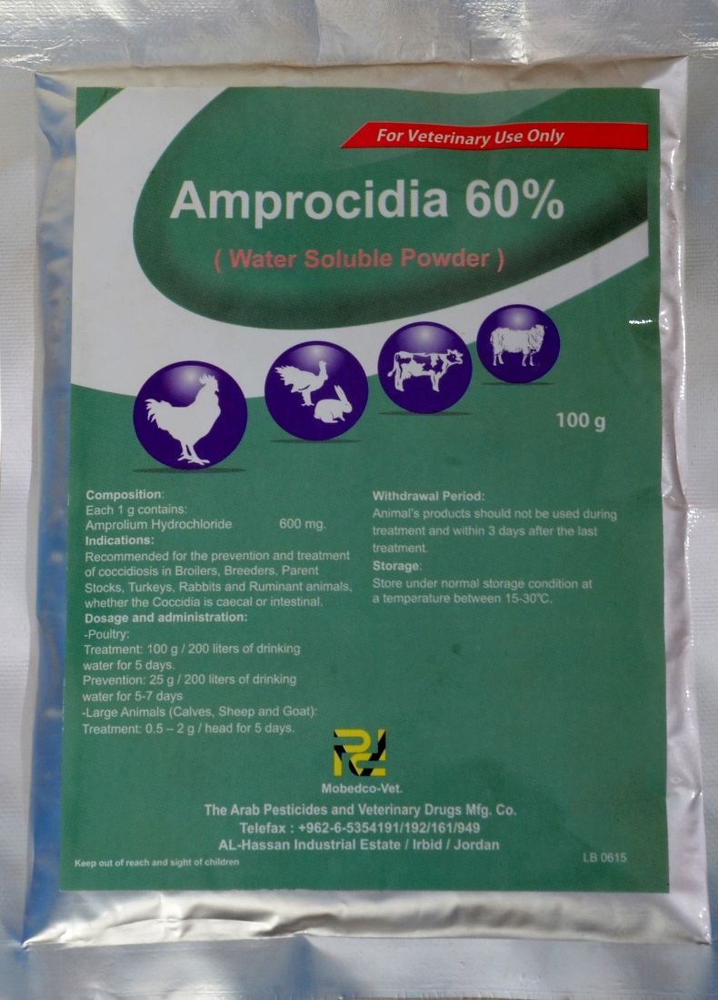 For Veterinary Use Only
Amprocidia 60%
( Water Soluble Powder )
100 g
Composition:
Each 1 g contains:
Amprolium Hydrochloride 600 mg.
Indications:
Recommended for the prevention and treatment
of coccidiosis in Broilers, Breeders, Parent
Stocks, Turkeys, Rabbits and Ruminant animals,
whether the Coccidia is caecal or intestinal.
Dosage and administration:
-Poultry:
Treatment: 100 g / 200 liters of drinking
water for 5 days.
Prevention: 25 g / 200 liters of drinking
water for 5-7 days
-Large Animals (Calves, Sheep and Goat):
Treatment: 0.5 – 2 g / head for 5 days.
Withdrawal Period:
Animal's products should not be used during
treatment and within 3 days after the last
treatment.
Storage:
Store under normal storage condition at
a temperature between 15-30°C.
Mobedco-Vet.
The Arab Pesticides and Veterinary Drugs Mfg. Co.
Telefax : +962-6-5354191/192/161/949
AL-Hassan Industrial Estate / Irbid / Jordan
Keep out of reach and sight of children
LB 0615